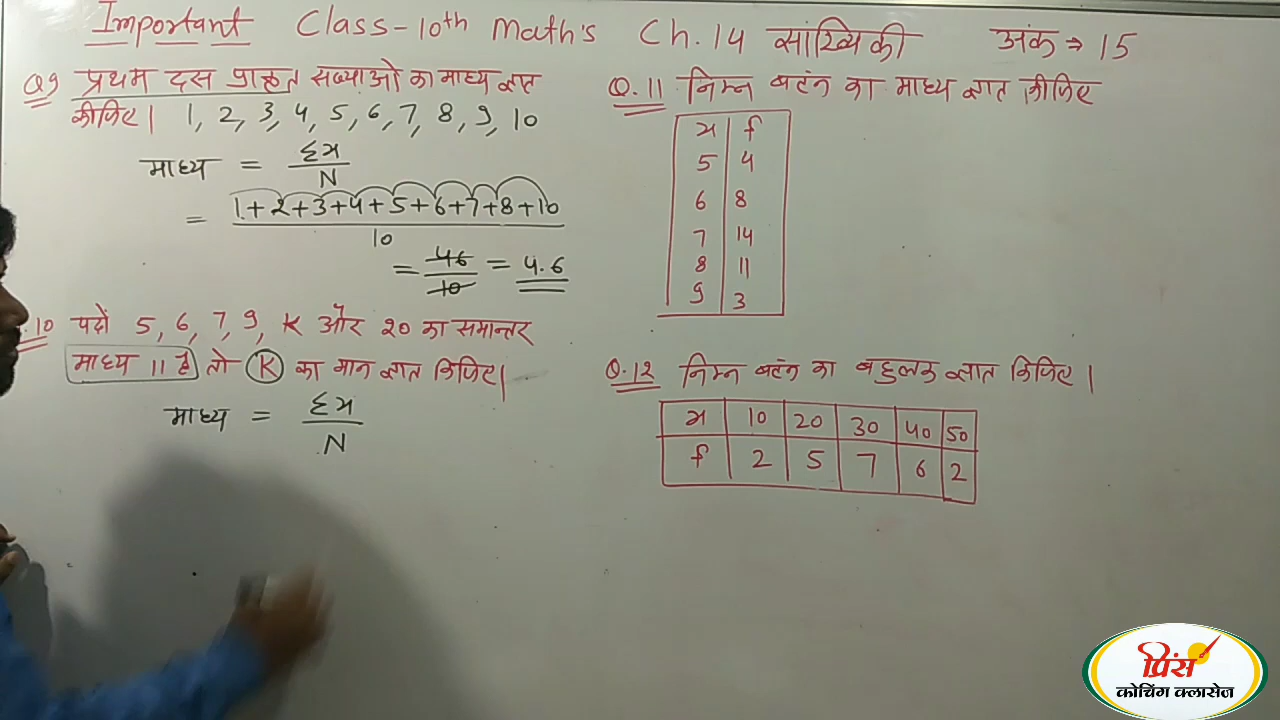 Important Class-10th Math's Ch.14 सांख्यिकी अंक ⇒ 15
Q9 प्रथम दस प्राकृत संख्याओ का माध्य ज्ञात
कीजिए। 1, 2, 3, 4, 5, 6, 7, 8, 9, 10
माध्य = Σx/N
= 1+2+3+4+5+6+7+8+10/10
= 46/10 = 4.6
.10 पदों 5, 6, 7, 9, K और 20 का समान्तर
माध्य 11 है तो K का मान ज्ञात किजिए।
माध्य = Σx/N
Q.11 निम्न बटंन का माध्य ज्ञात कीजिए
x f
5 4
6 8
7 14
8 11
9 3
Q.12 निम्न बटंन का बहुलक ज्ञात किजिए।
x 10 20 30 40 50
f 2 5 7 6 2
प्रिंस
कोचिंग क्लासेज